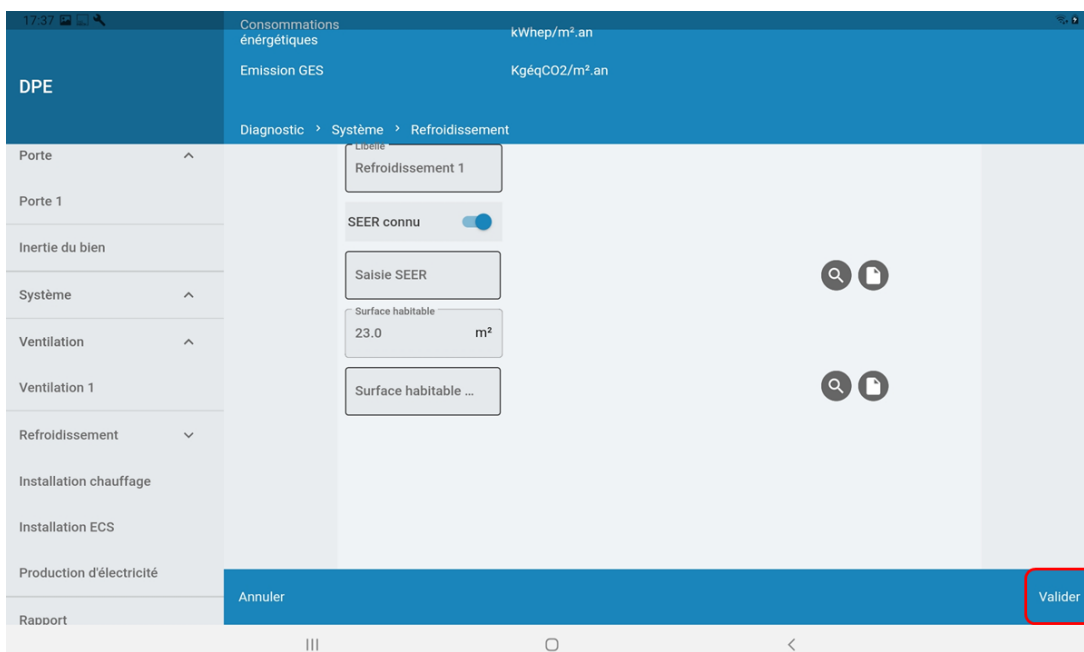 17:37
Consommations
énérgétiques
kWhep/m².an
DPE
Emission GES
KgéqCO2/m².an
Diagnostic > Système > Refroidissement
Porte
Porte 1
Inertie du bien
Système
Ventilation
Ventilation 1
Refroidissement
Installation chauffage
Installation ECS
Production d'électricité
Rapport
Libellé
Refroidissement 1
SEER connu
Saisie SEER
Surface habitable
23.0 m²
Surface habitable ...
Annuler
Valider